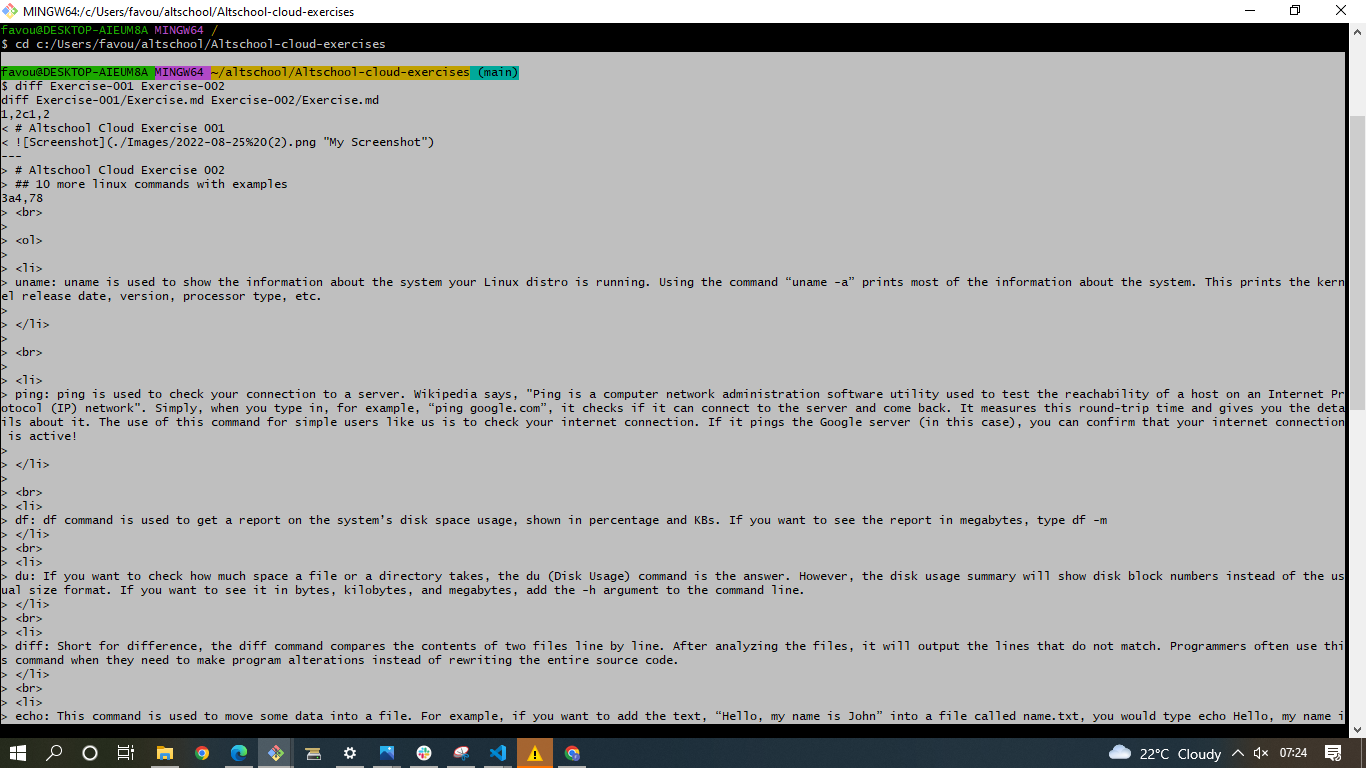 MINGW64:/c/Users/favou/altschool/Altschool-cloud-exercises
favou@DESKTOP-AIEUM8A MINGW64 /
$ cd c:/Users/favou/altschool/Altschool-cloud-exercises
favou@DESKTOP-AIEUM8A MINGW64 ~/altschool/Altschool-cloud-exercises (main)
$ diff Exercise-001 Exercise-002
diff Exercise-001/Exercise.md Exercise-002/Exercise.md
1,2c1,2
< # Altschool Cloud Exercise 001
< ![Screenshot](./Images/2022-08-25%20(2).png "My Screenshot")
---
> # Altschool Cloud Exercise 002
> ## 10 more linux commands with examples
3a4,78
> <br>
>
> <ol>
>
> <li>
> uname: uname is used to show the information about the system your Linux distro is running. Using the command “uname -a” prints most of the information about the system. This prints the kern
el release date, version, processor type, etc.
>
> </li>
>
> <br>
>
> <li>
> ping: ping is used to check your connection to a server. Wikipedia says, "Ping is a computer network administration software utility used to test the reachability of a host on an Internet Pr
otocol (IP) network". Simply, when you type in, for example, “ping google.com”, it checks if it can connect to the server and come back. It measures this round-trip time and gives you the deta
ils about it. The use of this command for simple users like us is to check your internet connection. If it pings the Google server (in this case), you can confirm that your internet connection
 is active!
>
> </li>
>
> <br>
> <li>
> df: df command is used to get a report on the system’s disk space usage, shown in percentage and KBs. If you want to see the report in megabytes, type df -m
> </li>
> <br>
> <li>
> du: If you want to check how much space a file or a directory takes, the du (Disk Usage) command is the answer. However, the disk usage summary will show disk block numbers instead of the us
ual size format. If you want to see it in bytes, kilobytes, and megabytes, add the -h argument to the command line.
> </li>
> <br>
> <li>
> diff: Short for difference, the diff command compares the contents of two files line by line. After analyzing the files, it will output the lines that do not match. Programmers often use thi
s command when they need to make program alterations instead of rewriting the entire source code.
> </li>
> <br>
> <li>
> echo: This command is used to move some data into a file. For example, if you want to add the text, “Hello, my name is John” into a file called name.txt, you would type echo Hello, my name i
22°C Cloudy 07:24